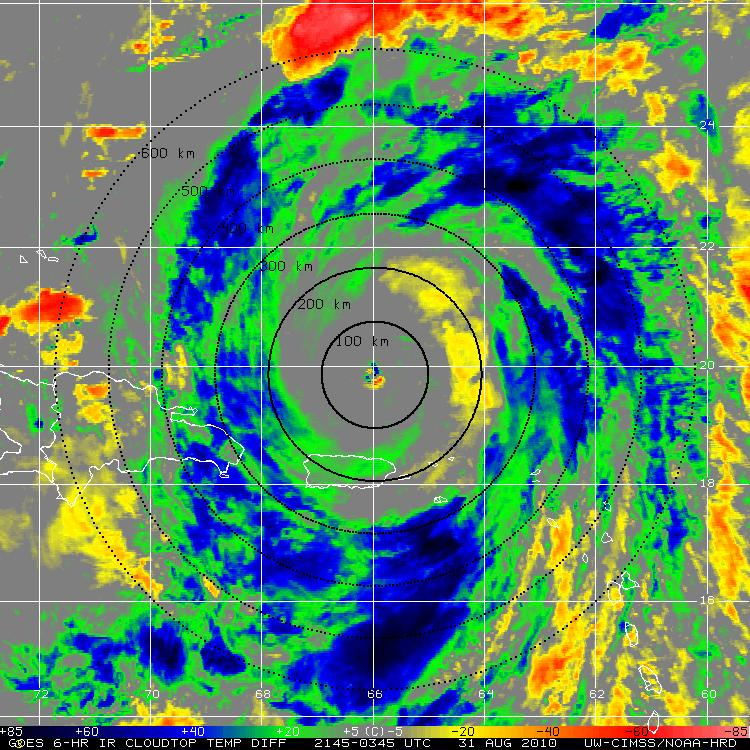 24
600 km
500 km
400 km
22
300 km
200 km
100 km
20
18
16
72 70 68 66 64 62 60
+85 +60 +40 +20 +5(C)-5 -20 -40 -60 -85
GOES 6-HR IR CLOUDTOP TEMP DIFF 2145-0345 UTC 31 AUG 2010 UW-CIMSS/NOAA-HRD